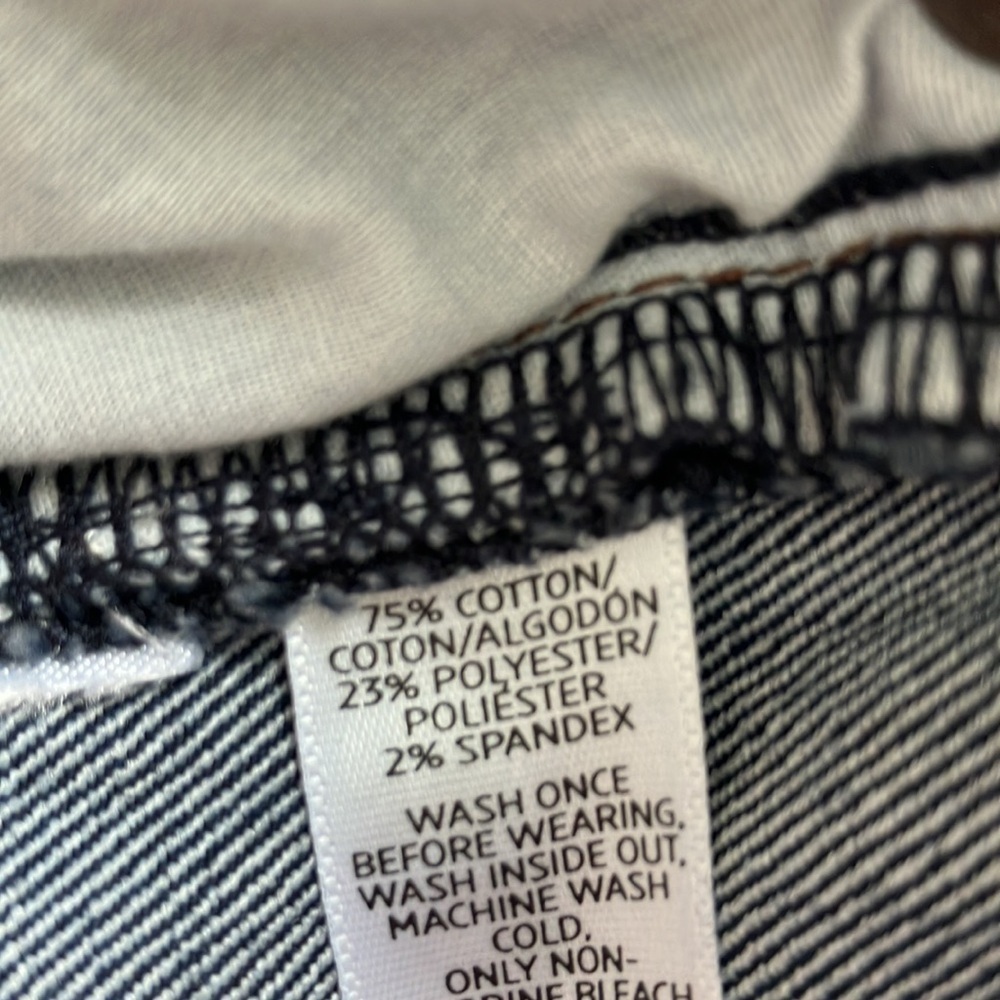 75% COTTON/
COTON/ALGODÓN
23% POLYESTER/
POLIÉSTER
2% SPANDEX
WASH ONCE
BEFORE WEARING.
WASH INSIDE OUT.
MACHINE WASH
COLD.
ONLY NON-
BLEACH